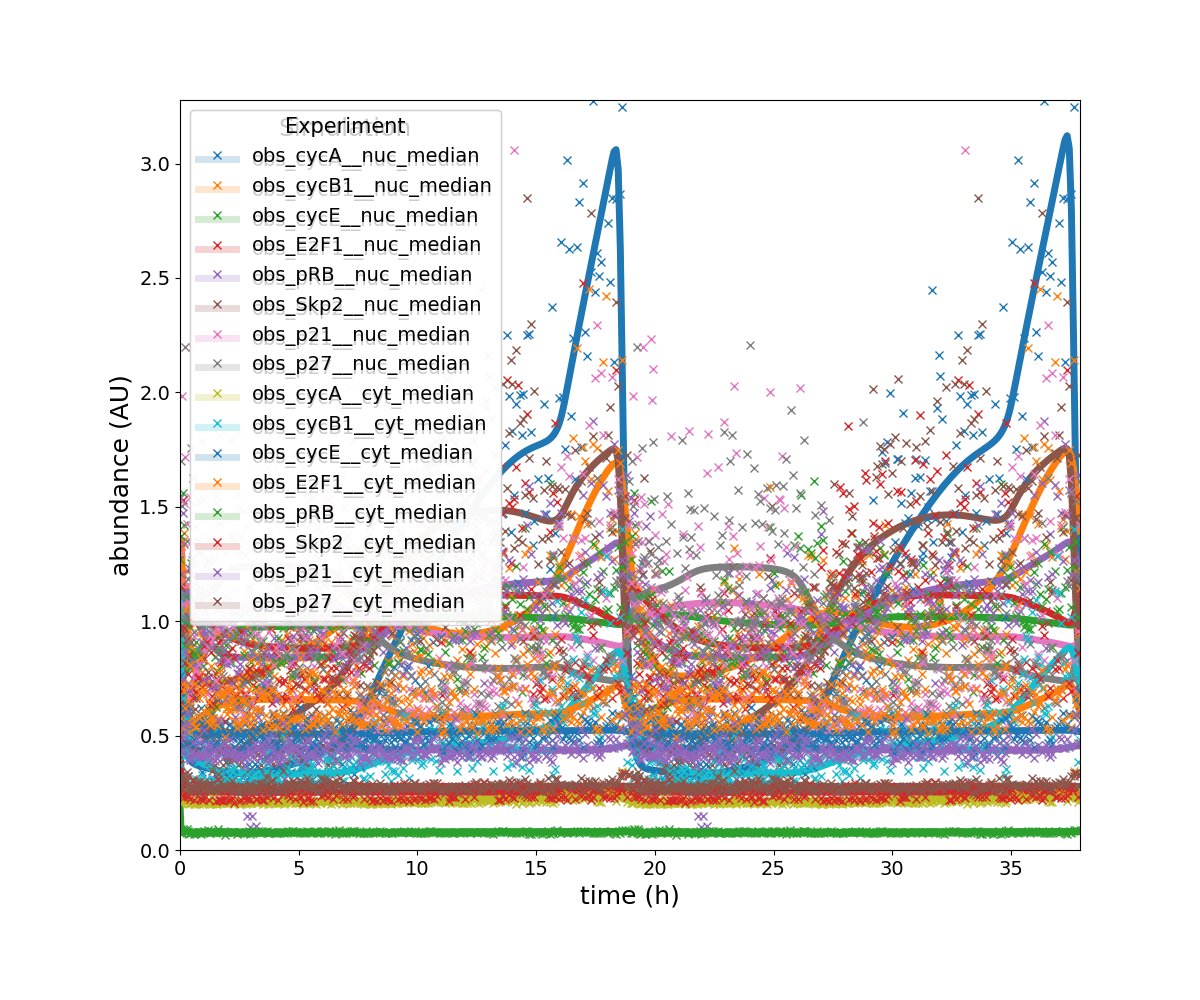 Experiment
obs_cycA__nuc_median
obs_cycB1__nuc_median
obs_cycE__nuc_median
obs_E2F1__nuc_median
obs_pRB__nuc_median
obs_Skp2__nuc_median
obs_p21__nuc_median
obs_p27__nuc_median
obs_cycA__cyt_median
obs_cycB1__cyt_median
obs_cycE__cyt_median
obs_E2F1__cyt_median
obs_pRB__cyt_median
obs_Skp2__cyt_median
obs_p21__cyt_median
obs_p27__cyt_median
3.0
2.5
2.0
1.5
1.0
0.5
0.0
abundance (AU)
0 5 10 15 20 25 30 35
time (h)